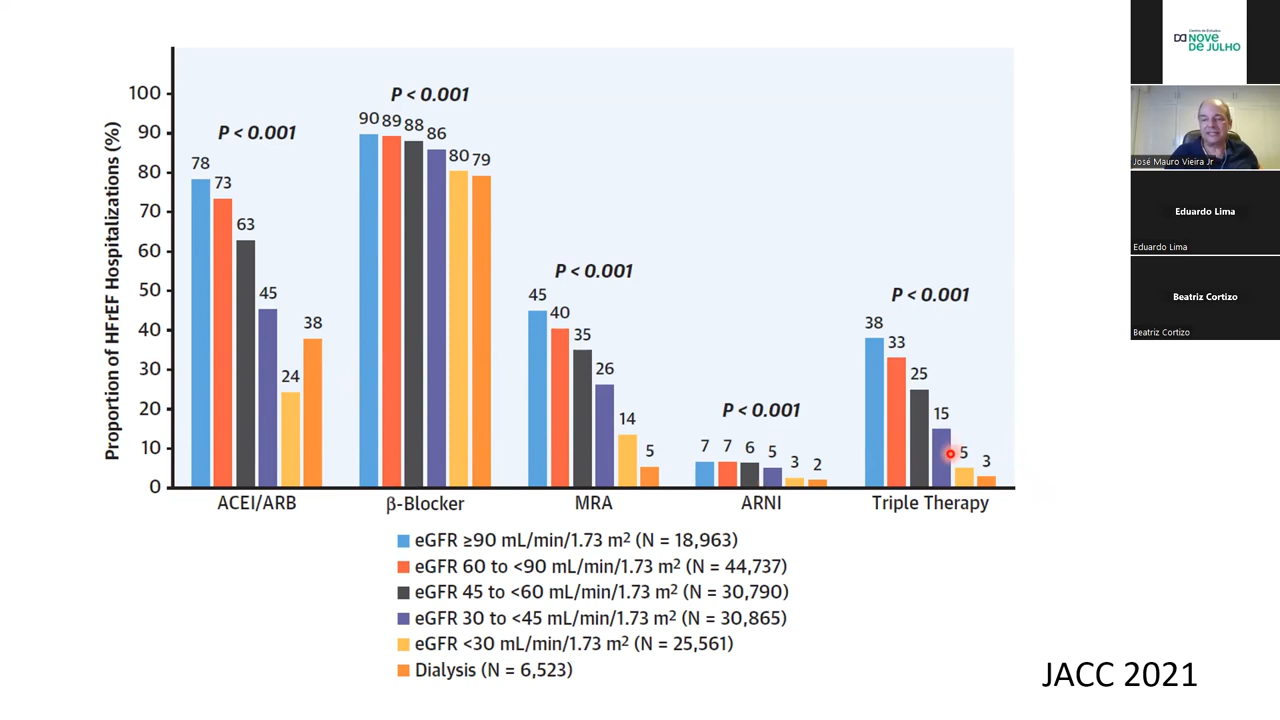 100
90
80
70
60
50
40
30
20
10
0
Proportion of HFrEF Hospitalizations (%)
P < 0.001
78
73
63
45
24
38
ACEI/ARB
P < 0.001
90
89
88
86
80
79
β-Blocker
P < 0.001
45
40
35
26
14
5
MRA
P < 0.001
7
7
6
5
3
2
ARNI
P < 0.001
38
33
25
15
5
3
Triple Therapy
eGFR ≥90 mL/min/1.73 m² (N = 18,963)
eGFR 60 to <90 mL/min/1.73 m² (N = 44,737)
eGFR 45 to <60 mL/min/1.73 m² (N = 30,790)
eGFR 30 to <45 mL/min/1.73 m² (N = 30,865)
eGFR <30 mL/min/1.73 m² (N = 25,561)
Dialysis (N = 6,523)
JACC 2021
Centro de Estudos
NOVE
DE JULHO
José Mauro Vieira Jr
Eduardo Lima
Eduardo Lima
Beatriz Cortizo
Beatriz Cortizo